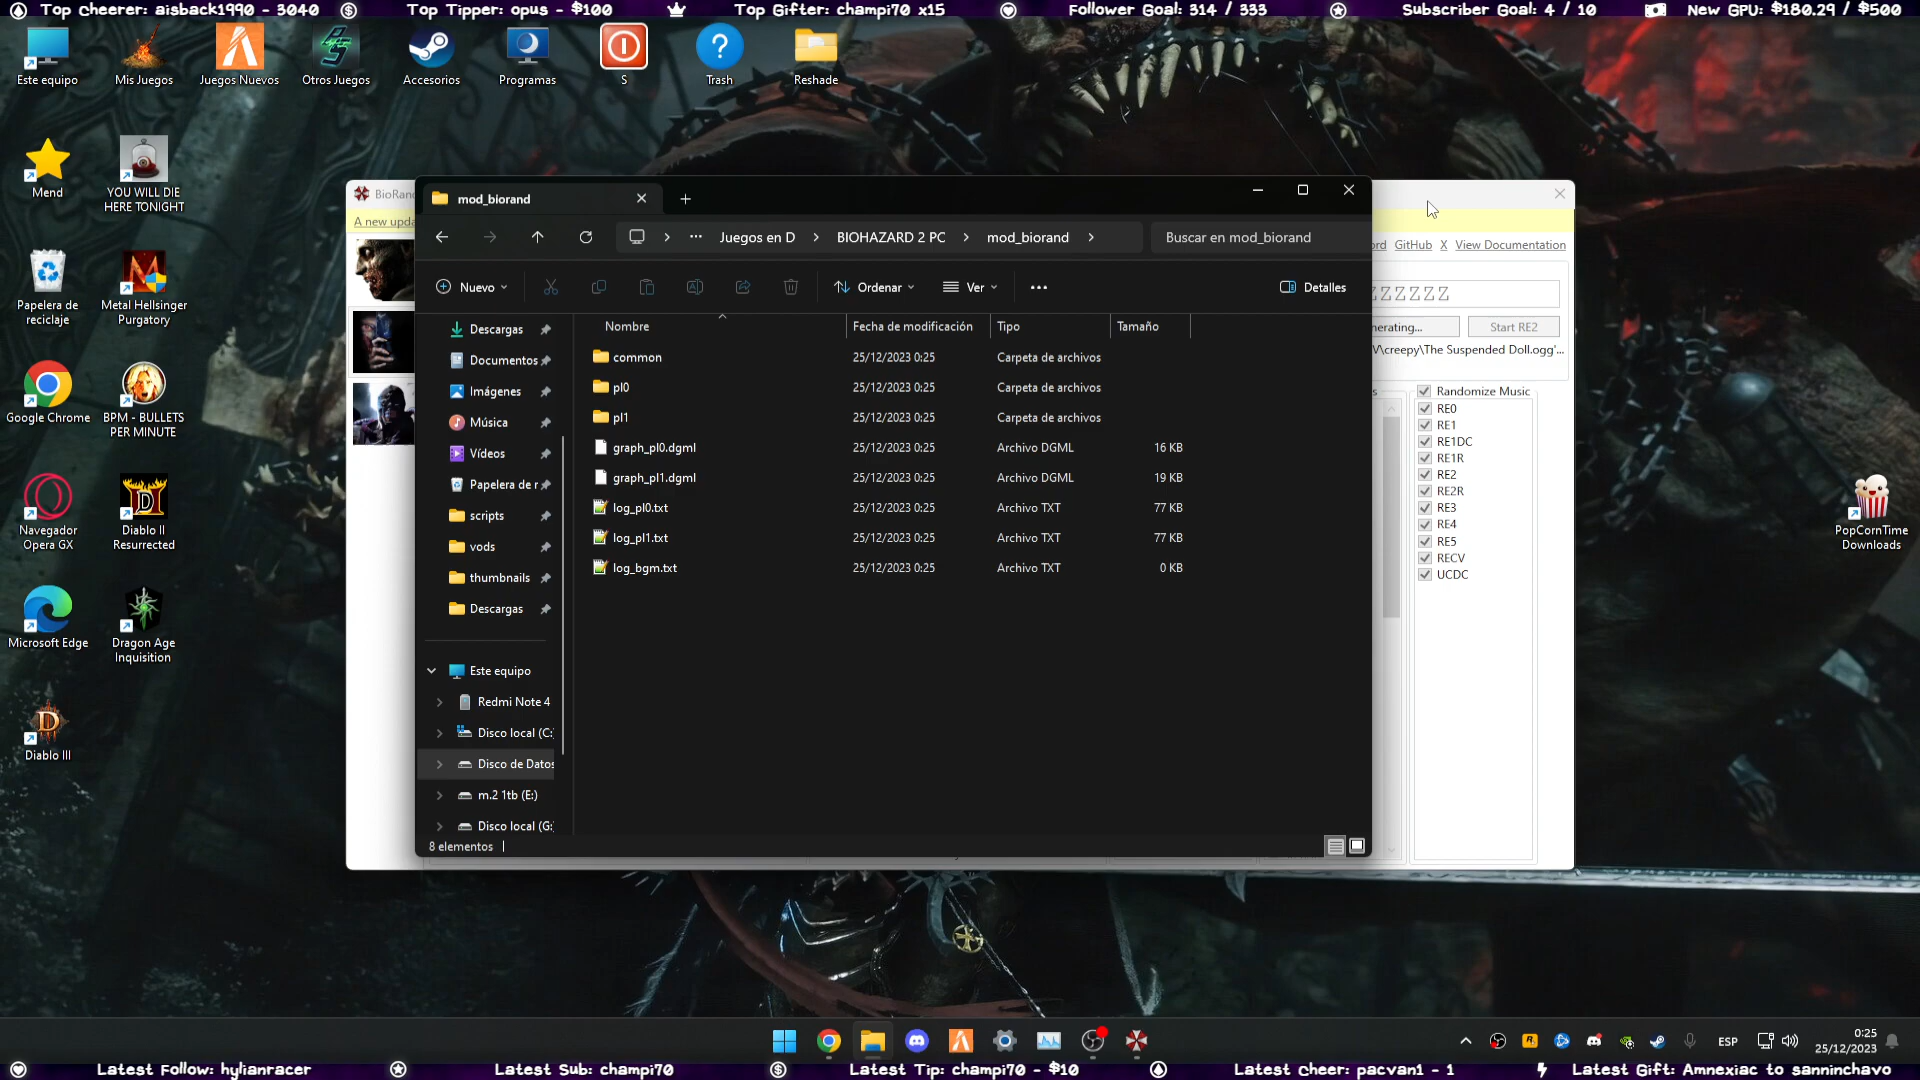 Top Cheerer: aisback1990 - 3040
Top Tipper: opus - $100
Top Gifter: champi70 x15
Follower Goal: 314 / 333
Subscriber Goal: 4 / 10
New GPU: $180.29 / $500
Este equipo
Mis Juegos
Juegos Nuevos
Otros Juegos
Accesorios
Programas
S
Trash
Reshade
Mend
YOU WILL DIE
HERE TONIGHT
Papelera de
reciclaje
Metal Hellsinger
Purgatory
Google Chrome
BPM - BULLETS
PER MINUTE
Navegador
Opera GX
Diablo II
Resurrected
Microsoft Edge
Dragon Age
Inquisition
Diablo III
PopCornTime
Downloads
BioRan
A new upda
mod_biorand
Juegos en D
BIOHAZARD 2 PC
mod_biorand
Buscar en mod_biorand
Nuevo
Ordenar
Ver
Detalles
Descargas
Documentos
Imágenes
Música
Vídeos
Papelera de r
scripts
vods
thumbnails
Descargas
Este equipo
Redmi Note 4
Disco local (C:
Disco de Datos
m.2 1tb (E:)
Disco local (G:
Nombre
Fecha de modificación
Tipo
Tamaño
common 25/12/2023 0:25 Carpeta de archivos
pl0 25/12/2023 0:25 Carpeta de archivos
pl1 25/12/2023 0:25 Carpeta de archivos
graph_pl0.dgml 25/12/2023 0:25 Archivo DGML 16 KB
graph_pl1.dgml 25/12/2023 0:25 Archivo DGML 19 KB
log_pl0.txt 25/12/2023 0:25 Archivo TXT 77 KB
log_pl1.txt 25/12/2023 0:25 Archivo TXT 77 KB
log_bgm.txt 25/12/2023 0:25 Archivo TXT 0 KB
8 elementos
ord GitHub X View Documentation
ZZZZZZ
nerating...
Start RE2
V\creepy\The Suspended Doll.ogg'...
s
Randomize Music
RE0
RE1
RE1DC
RE1R
RE2
RE2R
RE3
RE4
RE5
RECV
UCDC
ESP
0:25
25/12/2023
Latest Follow: hylianracer
Latest Sub: champi70
Latest Tip: champi70 - $10
Latest Cheer: pacvan1 - 1
Latest Gift: Amnexiac to sanninchavo